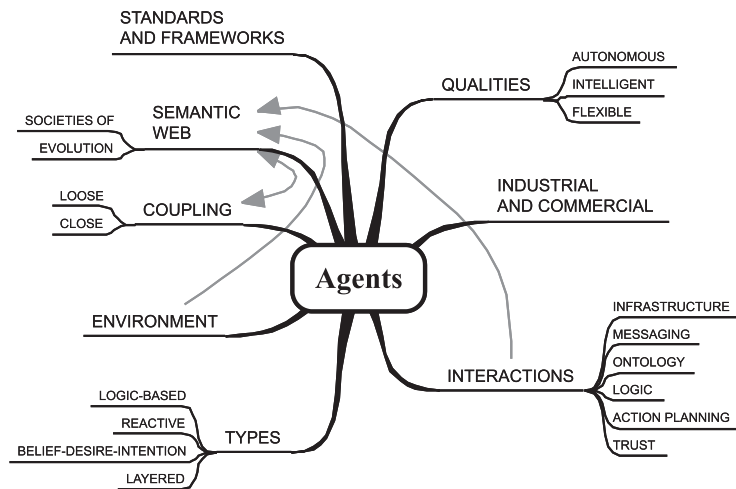 STANDARDS
AND FRAMEWORKS
SEMANTIC
WEB
SOCIETIES OF
EVOLUTION
COUPLING
LOOSE
CLOSE
ENVIRONMENT
TYPES
LOGIC-BASED
REACTIVE
BELIEF-DESIRE-INTENTION
LAYERED
Agents
QUALITIES
AUTONOMOUS
INTELLIGENT
FLEXIBLE
INDUSTRIAL
AND COMMERCIAL
INTERACTIONS
INFRASTRUCTURE
MESSAGING
ONTOLOGY
LOGIC
ACTION PLANNING
TRUST